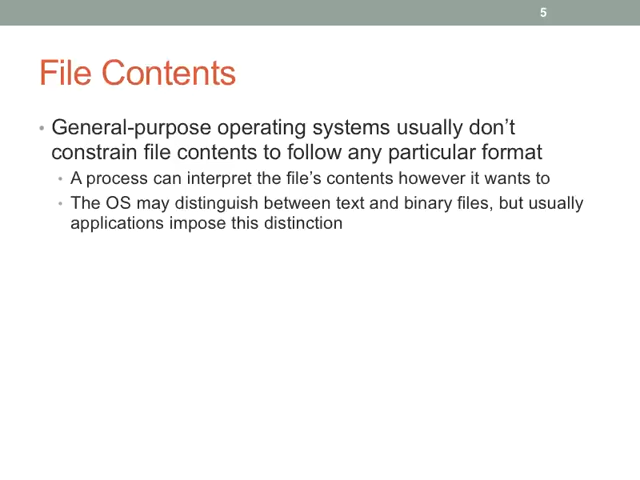 5
File Contents
• General-purpose operating systems usually don’t
constrain file contents to follow any particular format
• A process can interpret the file’s contents however it wants to
• The OS may distinguish between text and binary files, but usually
applications impose this distinction